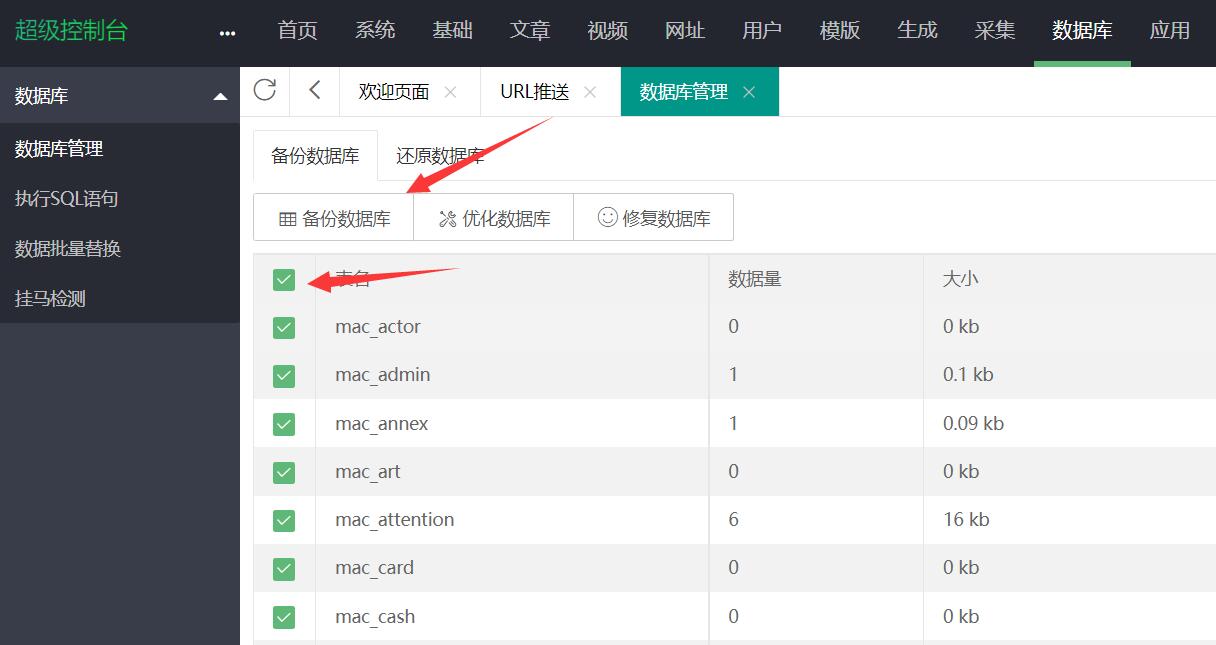 超级控制台 ... 首页 系统 基础 文章 视频 网址 用户 模版 生成 采集 数据库 应用
数据库
数据库管理
执行SQL语句
数据批量替换
挂马检测
欢迎页面 URL推送 数据库管理
备份数据库 还原数据库
备份数据库 优化数据库 修复数据库
表名 数据量 大小
mac_actor 0 0 kb
mac_admin 1 0.1 kb
mac_annex 1 0.09 kb
mac_art 0 0 kb
mac_attention 6 16 kb
mac_card 0 0 kb
mac_cash 0 0 kb